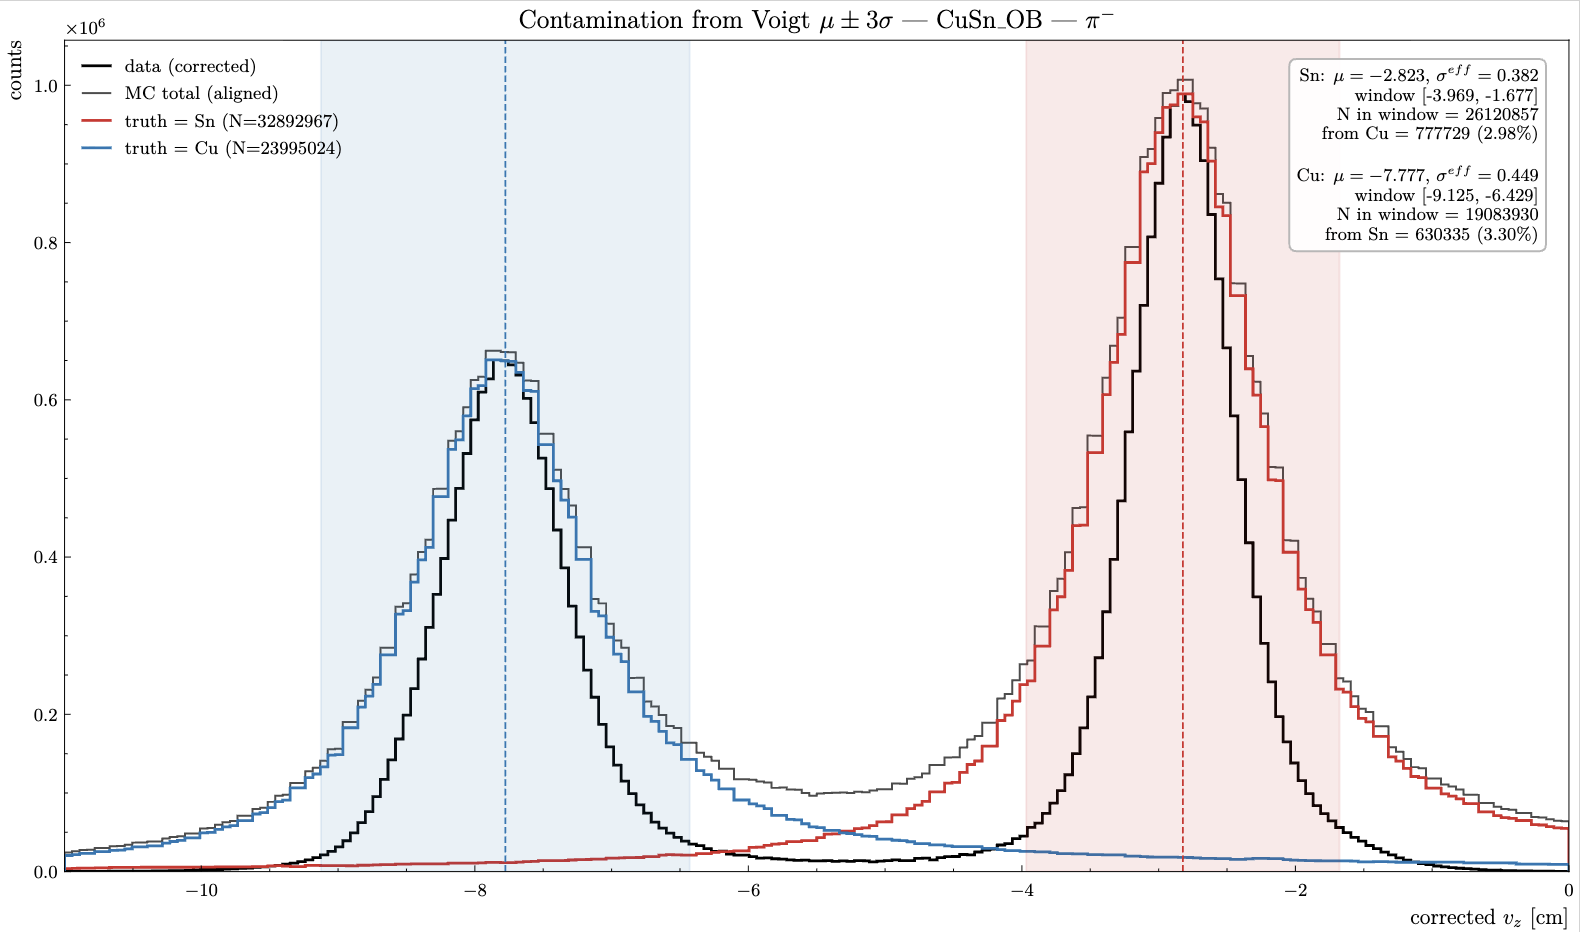 Contamination from Voigt μ ± 3σ — CuSn_OB — π⁻
×10⁶
counts
data (corrected)
MC total (aligned)
truth = Sn (N=32892967)
truth = Cu (N=23995024)
Sn: μ = −2.823, σᵉᶠᶠ = 0.382
window [-3.969, -1.677]
N in window = 26120857
from Cu = 777729 (2.98%)
Cu: μ = −7.777, σᵉᶠᶠ = 0.449
window [-9.125, -6.429]
N in window = 19083930
from Sn = 630335 (3.30%)
1.0
0.8
0.6
0.4
0.2
0.0
−10 −8 −6 −4 −2 0
corrected v_z [cm]